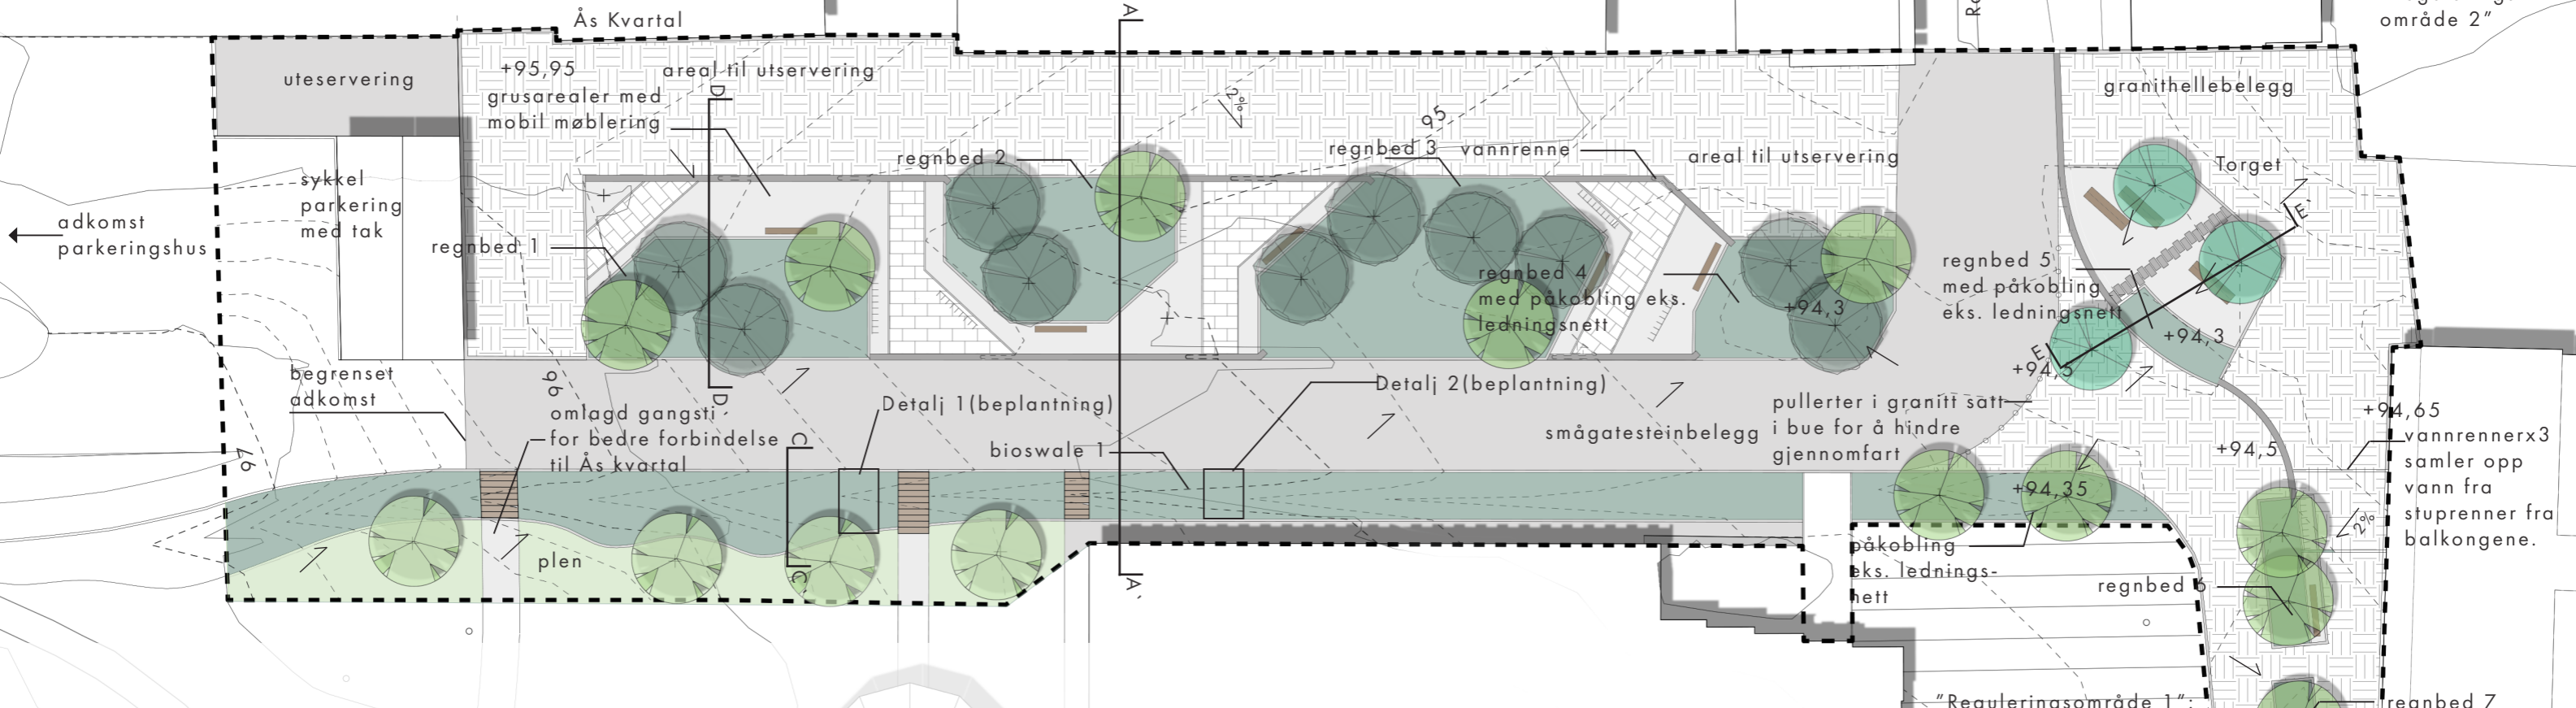 Ås Kvartal
område 2”
uteservering
+95,95
grusarealer med
mobil møblering
areal til utservering
A
D
2%
95
granithellebelegg
regnbed 2
regnbed 3
vannrenne
areal til utservering
Torget
sykkel
parkering
med tak
adkomst
parkeringshus
regnbed 1
regnbed 4
med påkobling eks.
ledningsnett
+94,3
regnbed 5
med påkobling
eks. ledningsnett
E'
+94,3
E
+94,5
begrenset
adkomst
96
D'
omlagd gangsti
for bedre forbindelse
til Ås kvartal
C
Detalj 1(beplantning)
Detalj 2(beplantning)
bioswale 1
smågatesteinbelegg
pullerter i granitt satt
i bue for å hindre
gjennomfart
+94,65
vannrennerx3
samler opp
vann fra
stuprenner fra
balkongene.
+94,5
97
+94,35
2%
plen
C'
A'
påkobling
eks. lednings-
nett
regnbed 6
”Reguleringsområde 1”:
regnbed 7